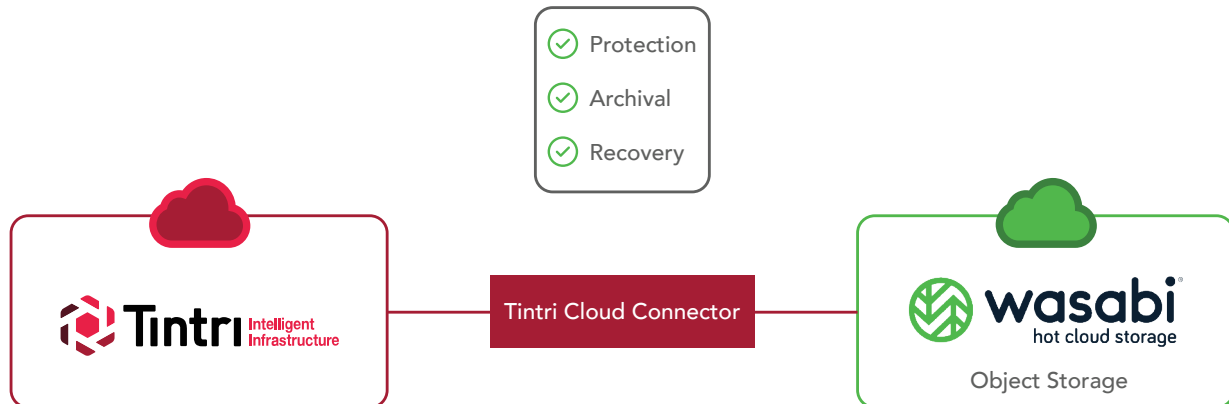 Protection
Archival
Recovery
Tintri Intelligent
Infrastructure
Tintri Cloud Connector
wasabi®
hot cloud storage
Object Storage